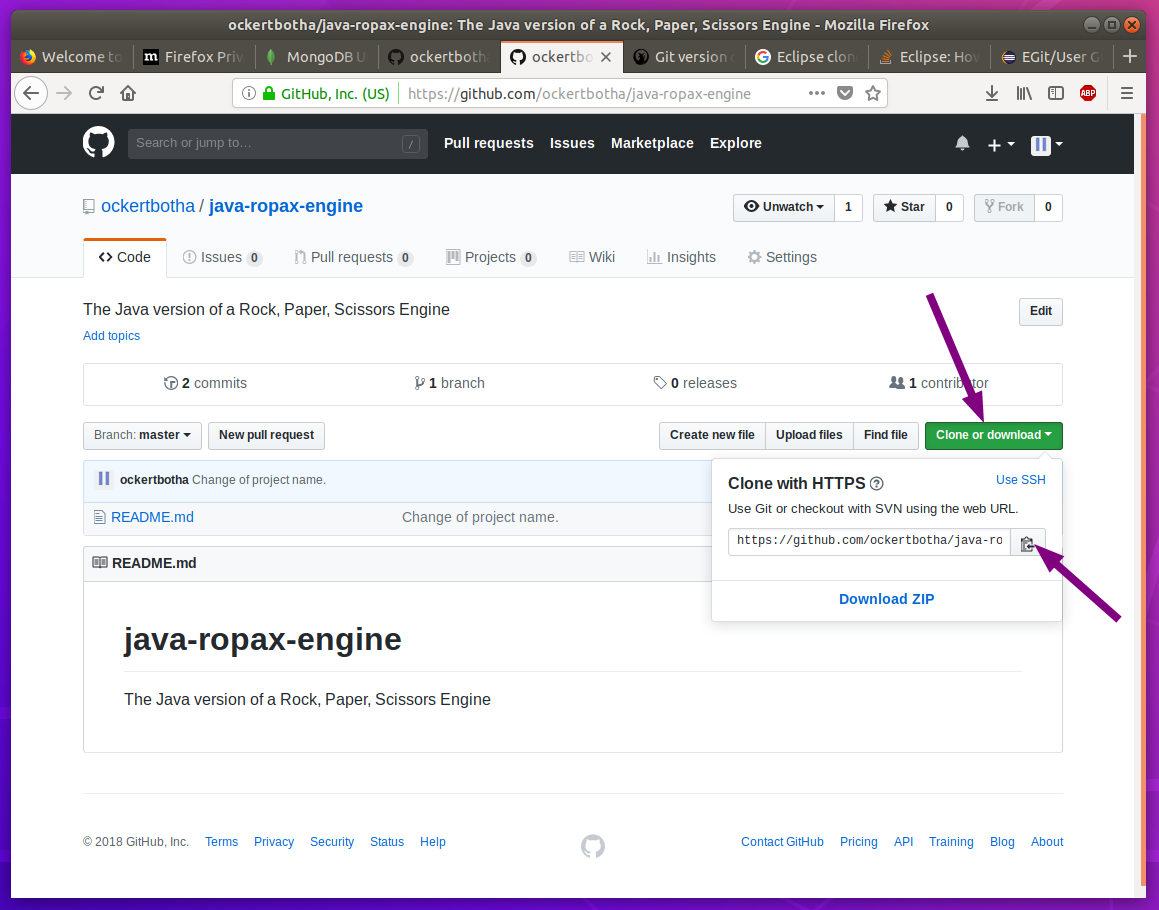 ockertbotha/java-ropax-engine: The Java version of a Rock, Paper, Scissors Engine - Mozilla Firefox
Welcome to
Firefox Priv
MongoDB U
ockertboth
ockertbo
Git version
Eclipse clon
Eclipse: How
EGit/User G
GitHub, Inc. (US)
https://github.com/ockertbotha/java-ropax-engine
ABP
Search or jump to…
/
Pull requests Issues Marketplace Explore
ockertbotha / java-ropax-engine
Unwatch 1
Star 0
Fork 0
Code
Issues 0
Pull requests 0
Projects 0
Wiki
Insights
Settings
The Java version of a Rock, Paper, Scissors Engine
Edit
Add topics
2 commits
1 branch
0 releases
1 contributor
Branch: master
New pull request
Create new file
Upload files
Find file
Clone or download
ockertbotha Change of project name.
README.md
Change of project name.
Clone with HTTPS
Use SSH
Use Git or checkout with SVN using the web URL.
https://github.com/ockertbotha/java-ro
Download ZIP
README.md
java-ropax-engine
The Java version of a Rock, Paper, Scissors Engine
© 2018 GitHub, Inc. Terms Privacy Security Status Help
Contact GitHub Pricing API Training Blog About